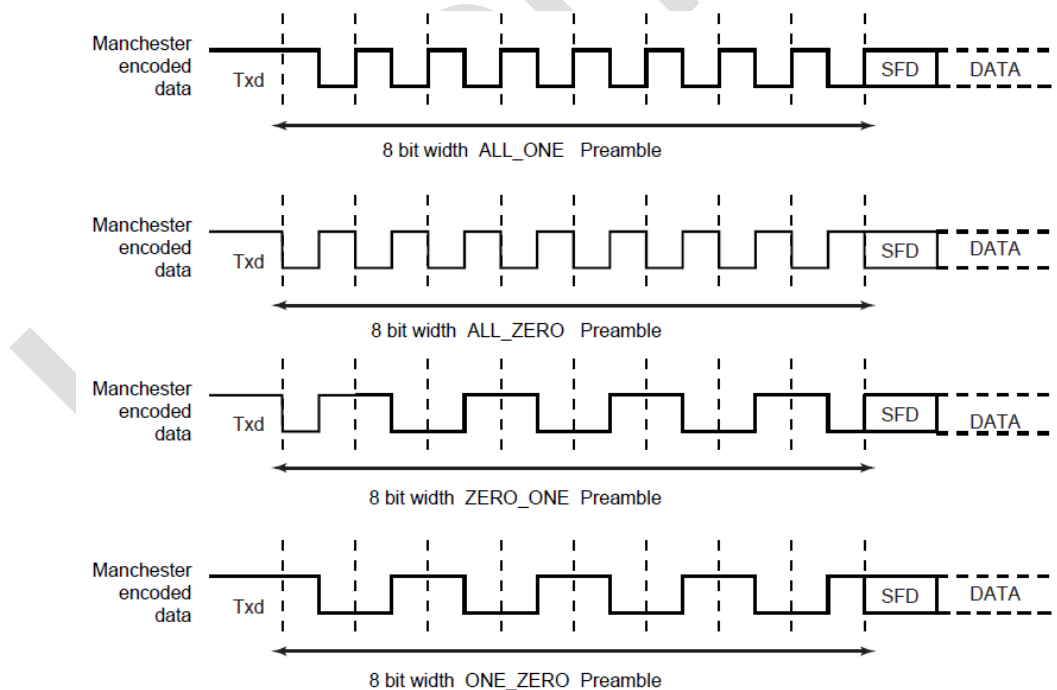 Manchester
encoded
data
Txd
SFD
DATA
8 bit width ALL_ONE Preamble
Manchester
encoded
data
Txd
SFD
DATA
8 bit width ALL_ZERO Preamble
Manchester
encoded
data
Txd
SFD
DATA
8 bit width ZERO_ONE Preamble
Manchester
encoded
data
Txd
SFD
DATA
8 bit width ONE_ZERO Preamble